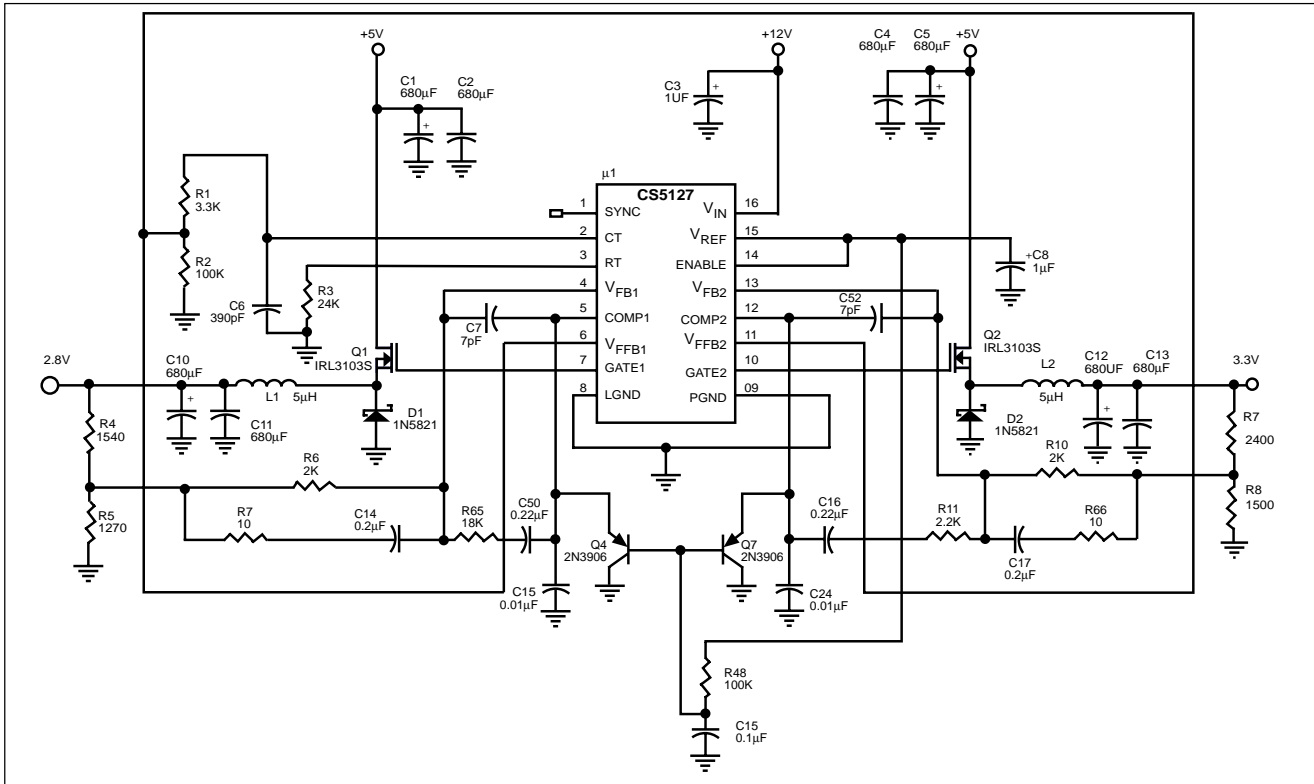 +5V
+12V
C4
680µF
C5
680µF
+5V
C1
680µF
C2
680µF
C3
1UF
+
+
+
µ1
CS5127
R1
3.3K
R2
100K
C6
390pF
R3
24K
1
SYNC
2
CT
3
RT
4
VFB1
5
COMP1
6
VFFB1
7
GATE1
8
LGND
VIN
16
VREF
15
ENABLE
14
VFB2
13
COMP2
12
VFFB2
11
GATE2
10
PGND
09
+C8
1µF
C7
7pF
C52
7pF
Q1
IRL3103S
Q2
IRL3103S
2.8V
C10
680µF
+
L1
5µH
C11
680µF
D1
1N5821
L2
5µH
C12
680UF
+
C13
680µF
3.3V
D2
1N5821
R4
1540
R5
1270
R6
2K
R7
10
C14
0.2µF
R65
18K
C50
0.22µF
Q4
2N3906
Q7
2N3906
C15
0.01µF
C24
0.01µF
C16
0.22µF
R11
2.2K
R10
2K
C17
0.2µF
R66
10
R7
2400
R8
1500
R48
100K
C15
0.1µF